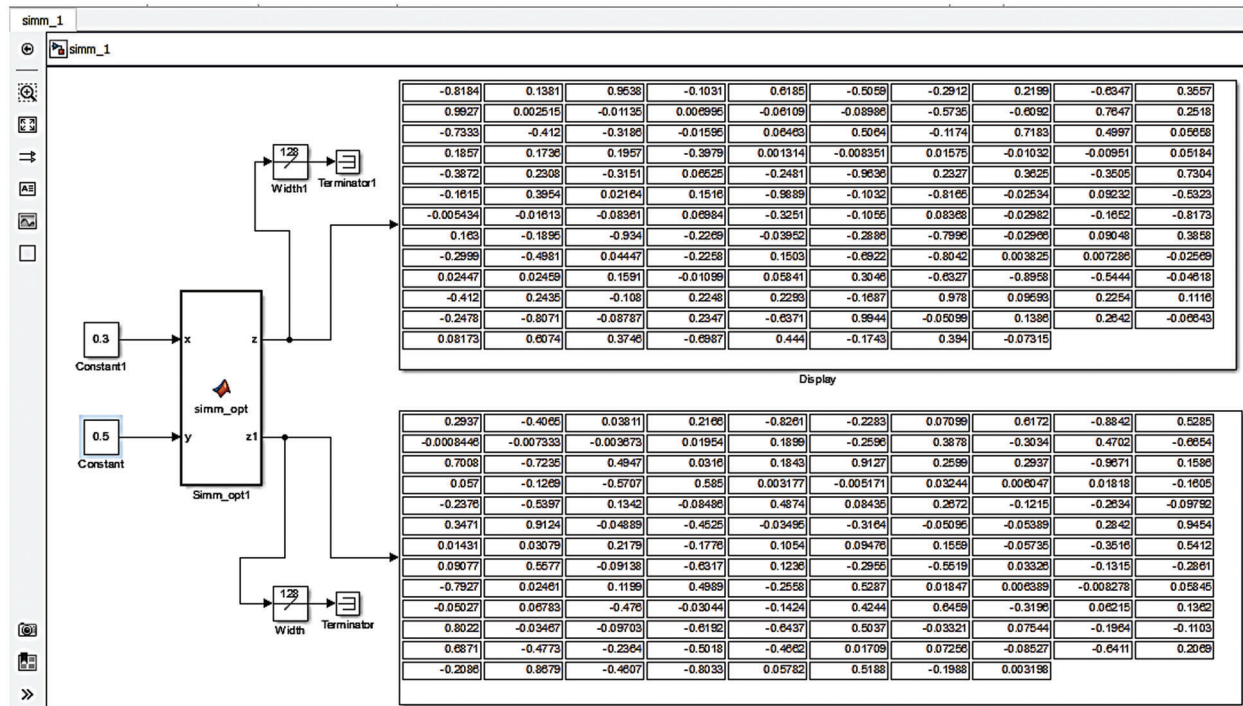 simm_1
simm_1
-0.8184 0.1381 0.9538 -0.1031 0.6185 -0.5059 -0.2912 0.2199 -0.6347 0.3557
0.9927 0.002515 -0.01135 0.006995 -0.06109 -0.08986 -0.5735 -0.6092 0.7647 0.2518
-0.7333 -0.412 -0.3186 -0.01595 0.06463 0.5064 -0.1174 0.7183 0.4997 0.05658
0.1857 0.1736 0.1957 -0.3979 0.001314 -0.008351 0.01575 -0.01032 -0.00951 0.05184
-0.3872 0.2308 -0.3151 0.06525 -0.2481 -0.9636 0.2327 0.3625 -0.3505 0.7304
-0.1615 0.3954 0.02164 0.1516 -0.9889 -0.1032 -0.8165 -0.02534 0.09232 -0.5323
-0.005434 -0.01613 -0.08361 0.06984 -0.3251 -0.1055 0.08368 -0.02982 -0.1652 -0.8173
0.163 -0.1895 -0.934 -0.2269 -0.03952 -0.2886 -0.7996 -0.02966 0.09048 0.3858
-0.2999 -0.4981 0.04447 -0.2258 0.1503 -0.6922 -0.8042 0.003825 0.007286 -0.02569
0.02447 0.02459 0.1591 -0.01099 0.05841 0.3046 -0.6327 -0.8958 -0.5444 -0.04618
-0.412 0.2435 -0.108 0.2248 0.2293 -0.1687 0.978 0.09593 0.2254 0.1116
-0.2478 -0.8071 -0.08787 0.2347 -0.6371 0.9944 -0.05099 0.1386 0.2642 -0.06643
0.08173 0.6074 0.3746 -0.6987 0.444 -0.1743 0.394 -0.07315
Display
128
Width1
Terminator1
0.3
Constant1
x
z
simm_opt
0.5
Constant
y
z1
Simm_opt1
0.2937 -0.4065 0.03811 0.2166 -0.8261 -0.2283 0.07099 0.6172 -0.8842 0.5285
-0.0008446 -0.007333 -0.003673 0.01954 0.1899 -0.2596 0.3878 -0.3034 0.4702 -0.6654
0.7008 -0.7235 0.4947 0.0316 0.1843 0.9127 0.2599 0.2937 -0.9671 0.1586
0.057 -0.1269 -0.5707 0.585 0.003177 -0.005171 0.03244 0.006047 0.01818 -0.1605
-0.2376 -0.5397 0.1342 -0.08486 0.4874 0.08435 0.2672 -0.1215 -0.2634 -0.09792
0.3471 0.9124 -0.04889 -0.4525 -0.03495 -0.3164 -0.05095 -0.05389 0.2842 0.9454
0.01431 0.03079 0.2179 -0.1776 0.1054 0.09476 0.1559 -0.05735 -0.3516 0.5412
0.09077 0.5577 -0.09138 -0.6317 0.1236 -0.2955 -0.5519 0.03326 -0.1315 -0.2861
-0.7927 0.02461 0.1199 0.4989 -0.2558 0.5287 0.01847 0.006389 -0.008278 0.05845
-0.05027 0.06783 -0.476 -0.03044 -0.1424 0.4244 0.6459 -0.3196 0.06215 0.1362
0.8022 -0.03467 -0.09703 -0.6192 -0.6437 0.5037 -0.03321 0.07544 -0.1964 -0.1103
0.6871 -0.4773 -0.2364 -0.5018 -0.4662 0.01709 0.07256 -0.08527 -0.6411 0.2069
-0.2086 0.8679 -0.4607 -0.8033 0.05782 0.5188 -0.1988 0.003198
128
Width
Terminator